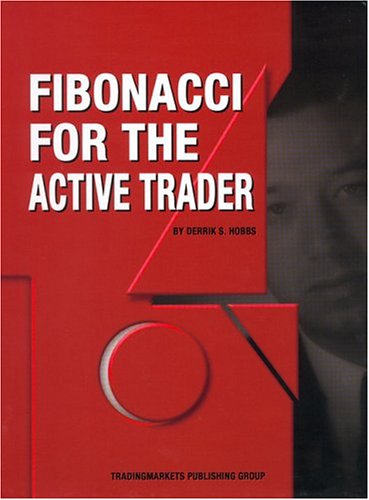 FIBONACCI
FOR THE
ACTIVE TRADER
BY DERRIK S. HOBBS
TRADINGMARKETS PUBLISHING GROUP